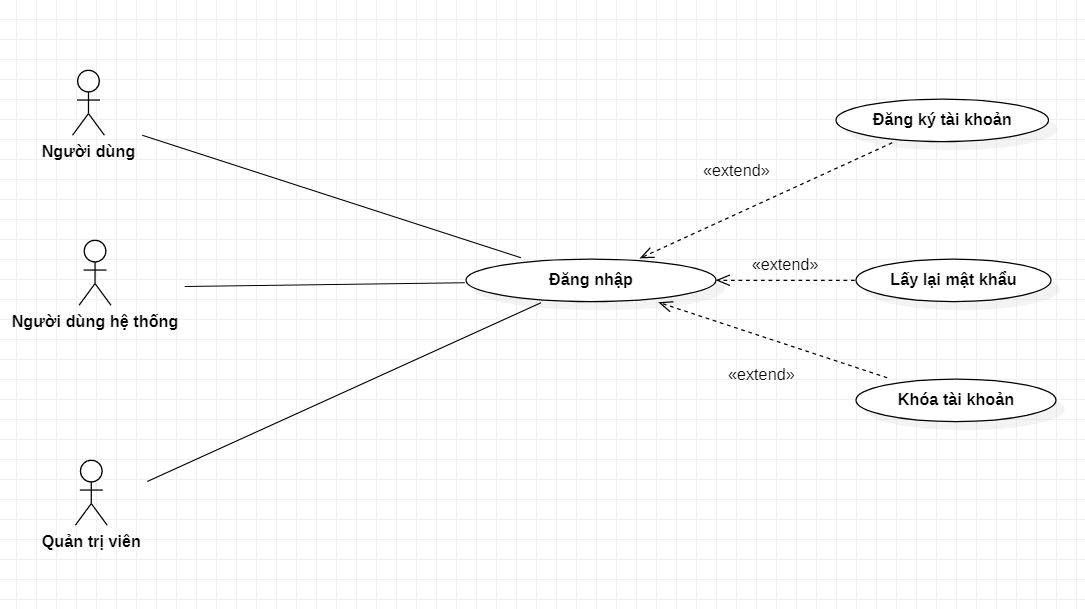 Đăng ký tài khoản
Người dùng
«extend»
«extend»
Đăng nhập
Lấy lại mật khẩu
Người dùng hệ thống
«extend»
Khóa tài khoản
Quản trị viên